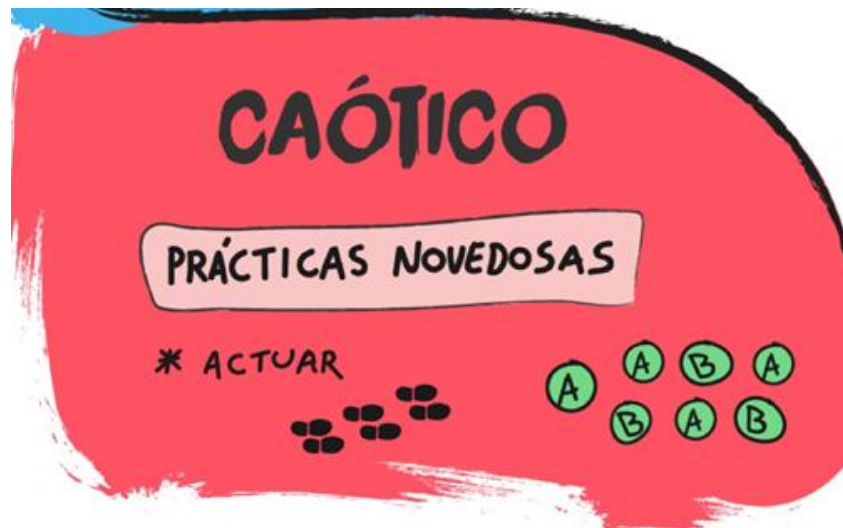 CAÓTICO
PRÁCTICAS NOVEDOSAS
* ACTUAR
A A B A
B A B